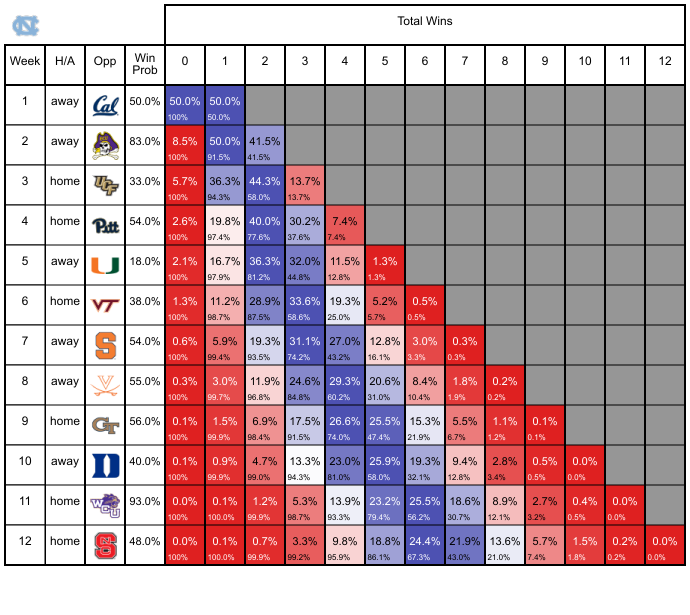 NC
Total Wins
Week H/A Opp Win Prob 0 1 2 3 4 5 6 7 8 9 10 11 12
1 away Cal 50.0% 50.0% 50.0%
100% 50.0%
2 away 83.0% 8.5% 50.0% 41.5%
100% 91.5% 41.5%
3 home UCF 33.0% 5.7% 36.3% 44.3% 13.7%
100% 94.3% 58.0% 13.7%
4 home Pitt 54.0% 2.6% 19.8% 40.0% 30.2% 7.4%
100% 97.4% 77.6% 37.6% 7.4%
5 away U 18.0% 2.1% 16.7% 36.3% 32.0% 11.5% 1.3%
100% 97.9% 81.2% 44.8% 12.8% 1.3%
6 home VT 38.0% 1.3% 11.2% 28.9% 33.6% 19.3% 5.2% 0.5%
100% 98.7% 87.5% 58.6% 25.0% 5.7% 0.5%
7 away S 54.0% 0.6% 5.9% 19.3% 31.1% 27.0% 12.8% 3.0% 0.3%
100% 99.4% 93.5% 74.2% 43.2% 16.1% 3.3% 0.3%
8 away V 55.0% 0.3% 3.0% 11.9% 24.6% 29.3% 20.6% 8.4% 1.8% 0.2%
100% 99.7% 96.8% 84.8% 60.2% 31.0% 10.4% 1.9% 0.2%
9 home GT 56.0% 0.1% 1.5% 6.9% 17.5% 26.6% 25.5% 15.3% 5.5% 1.1% 0.1%
100% 99.9% 98.4% 91.5% 74.0% 47.4% 21.9% 6.7% 1.2% 0.1%
10 away D 40.0% 0.1% 0.9% 4.7% 13.3% 23.0% 25.9% 19.3% 9.4% 2.8% 0.5% 0.0%
100% 99.9% 99.0% 94.3% 81.0% 58.0% 32.1% 12.8% 3.4% 0.5% 0.0%
11 home WCU 93.0% 0.0% 0.1% 1.2% 5.3% 13.9% 23.2% 25.5% 18.6% 8.9% 2.7% 0.4% 0.0%
100% 100.0% 99.9% 98.7% 93.3% 79.4% 56.2% 30.7% 12.1% 3.2% 0.5% 0.0%
12 home NCS 48.0% 0.0% 0.1% 0.7% 3.3% 9.8% 18.8% 24.4% 21.9% 13.6% 5.7% 1.5% 0.2% 0.0%
100% 100.0% 99.9% 99.2% 95.9% 86.1% 67.3% 43.0% 21.0% 7.4% 1.8% 0.2% 0.0%